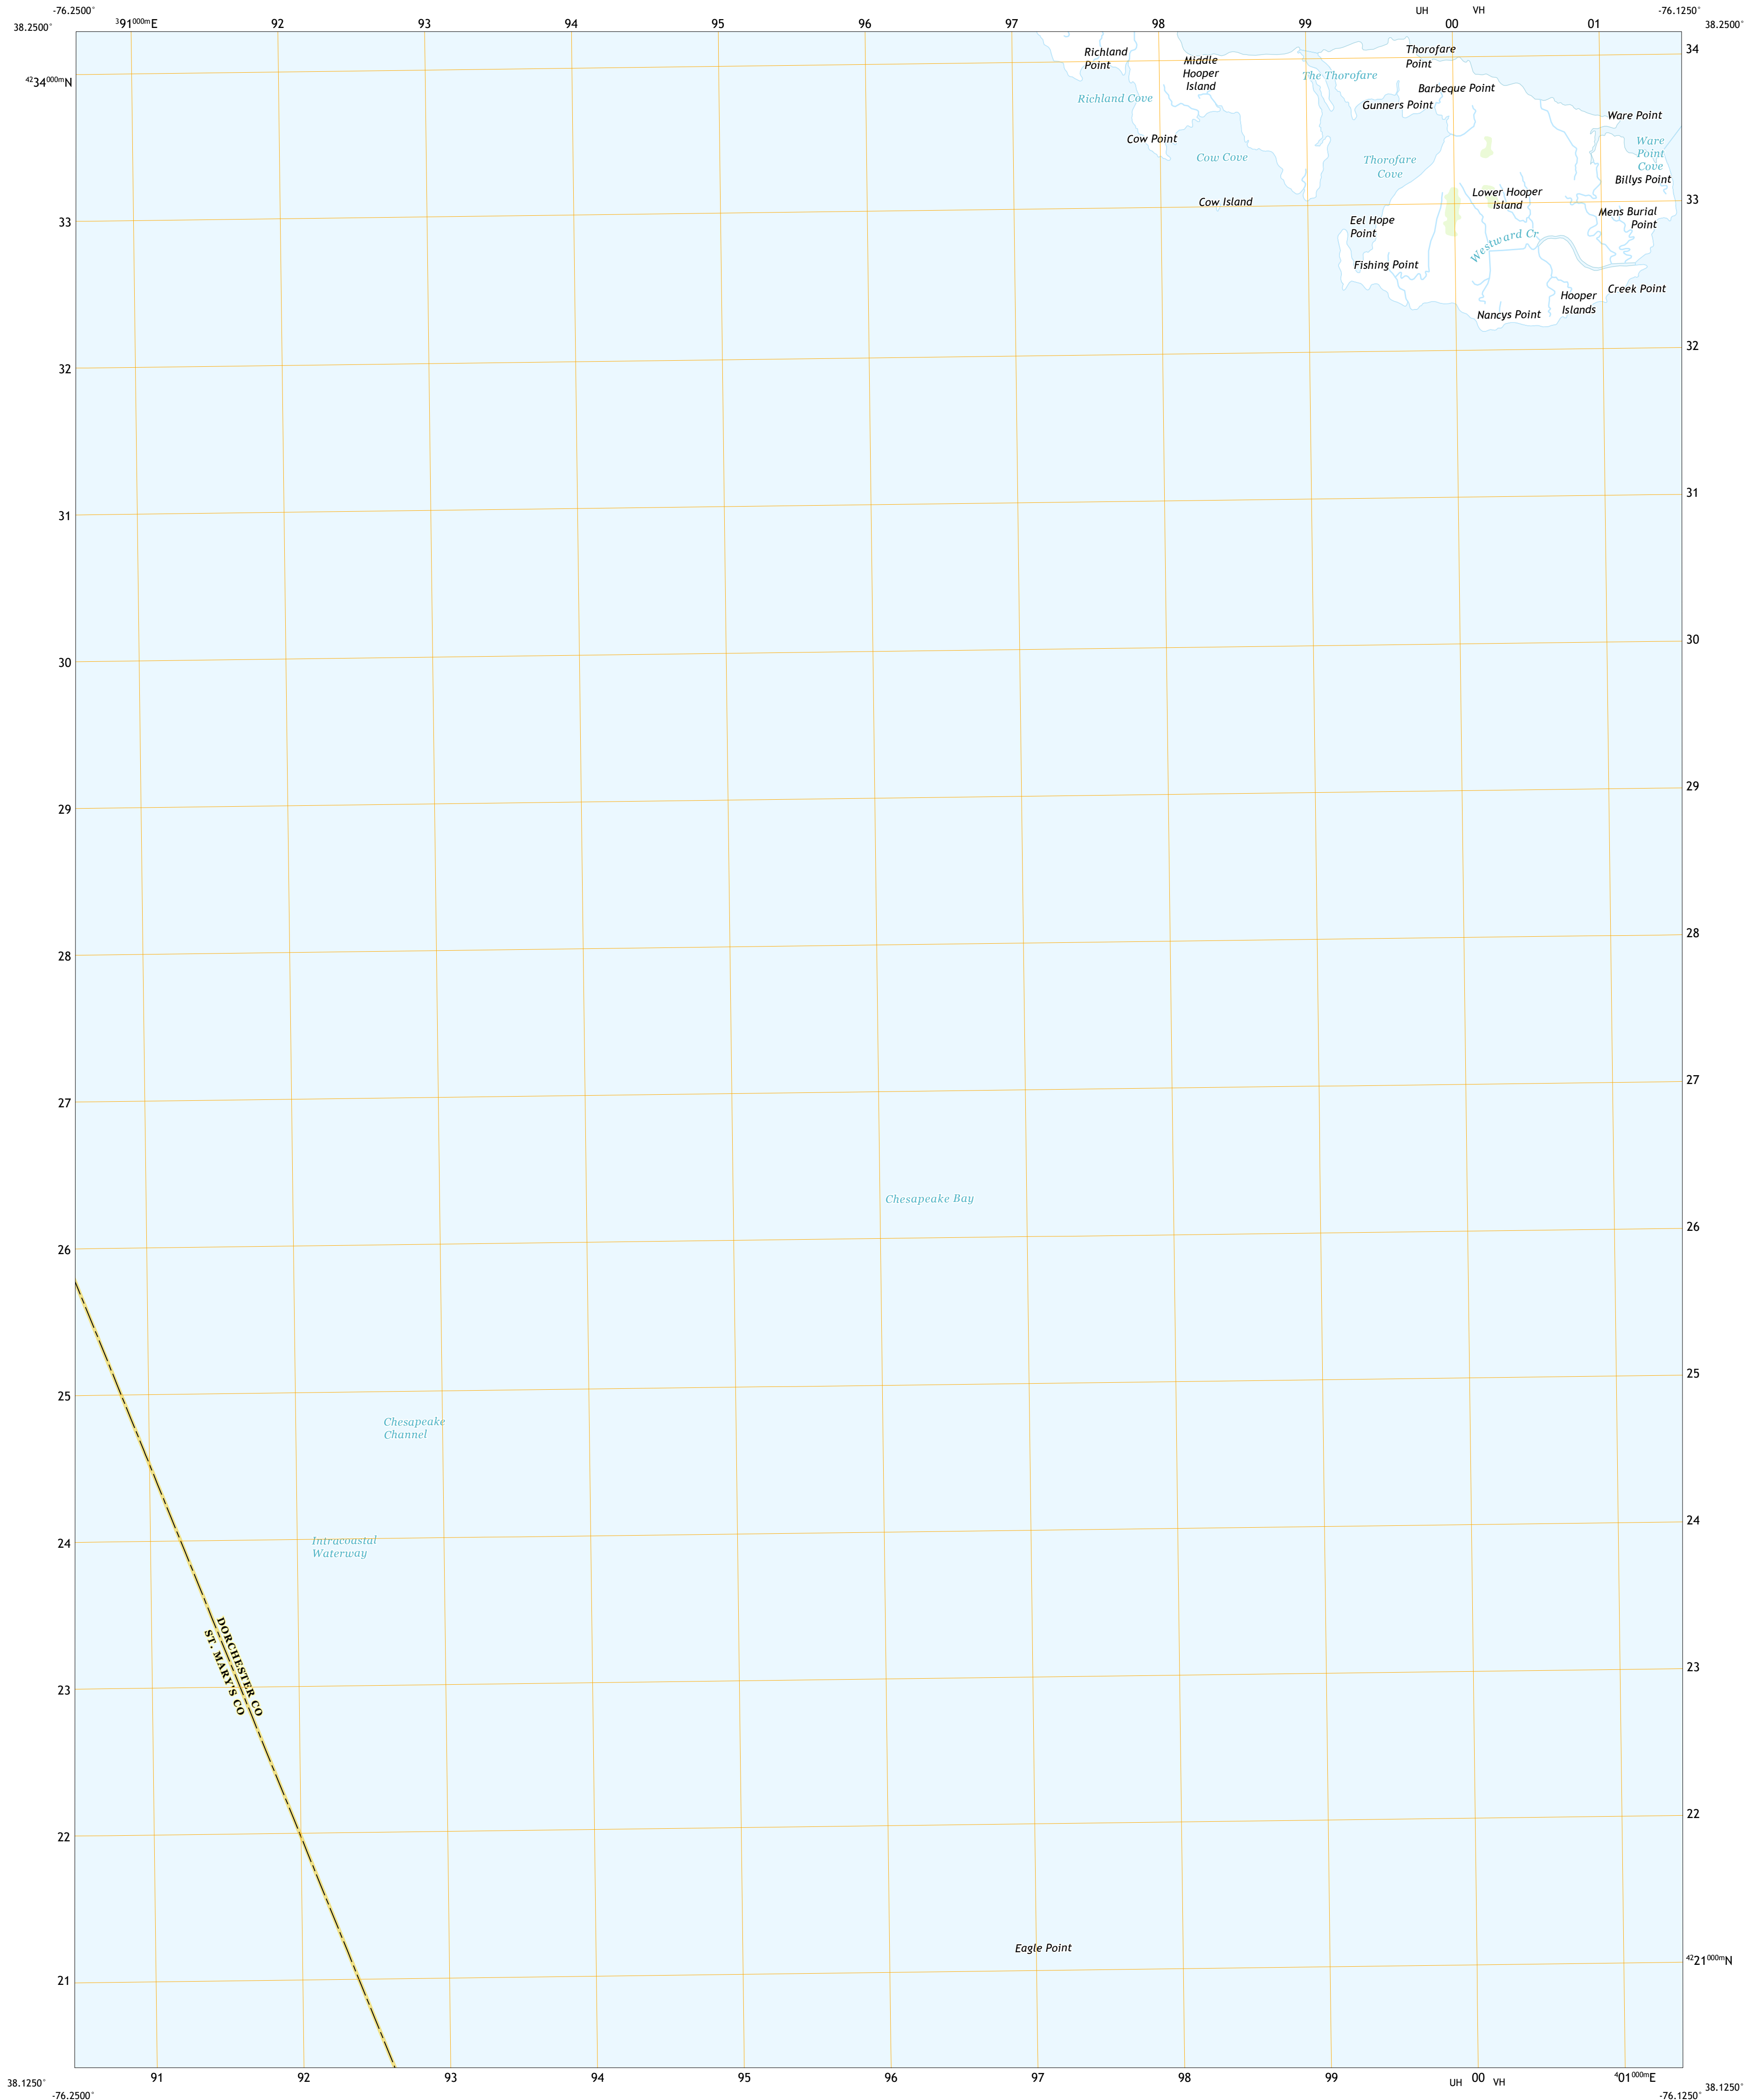 -76.2500°
UH VH
-76.1250°
38.2500°
³91⁰⁰⁰ᵐE 92 93 94 95 96 97 98 99 00 01
38.2500°
⁴²34⁰⁰⁰ᵐN
34
Richland
Point
Middle
Hooper
Island
The Thorofare
Thorofare
Point
Richland Cove
Barbeque Point
Gunners Point
Ware Point
Cow Point
Cow Cove
Thorofare
Cove
Ware
Point
Cove
Billys Point
Lower Hooper
Island
Cow Island
33
33
Eel Hope
Point
Mens Burial
Point
Westward Cr
Fishing Point
Creek Point
Hooper
Islands
Nancys Point
32
32
31
31
30
30
29
29
28
28
27
27
Chesapeake Bay
26
26
25
25
Chesapeake
Channel
24
24
Intracoastal
Waterway
DORCHESTER CO
ST. MARY'S CO
23
23
22
22
Eagle Point
21
⁴²21⁰⁰⁰ᵐN
38.1250°
91 92 93 94 95 96 97 98 99 00 ⁴01⁰⁰⁰ᵐE
UH VH
38.1250°
-76.2500°
-76.1250°